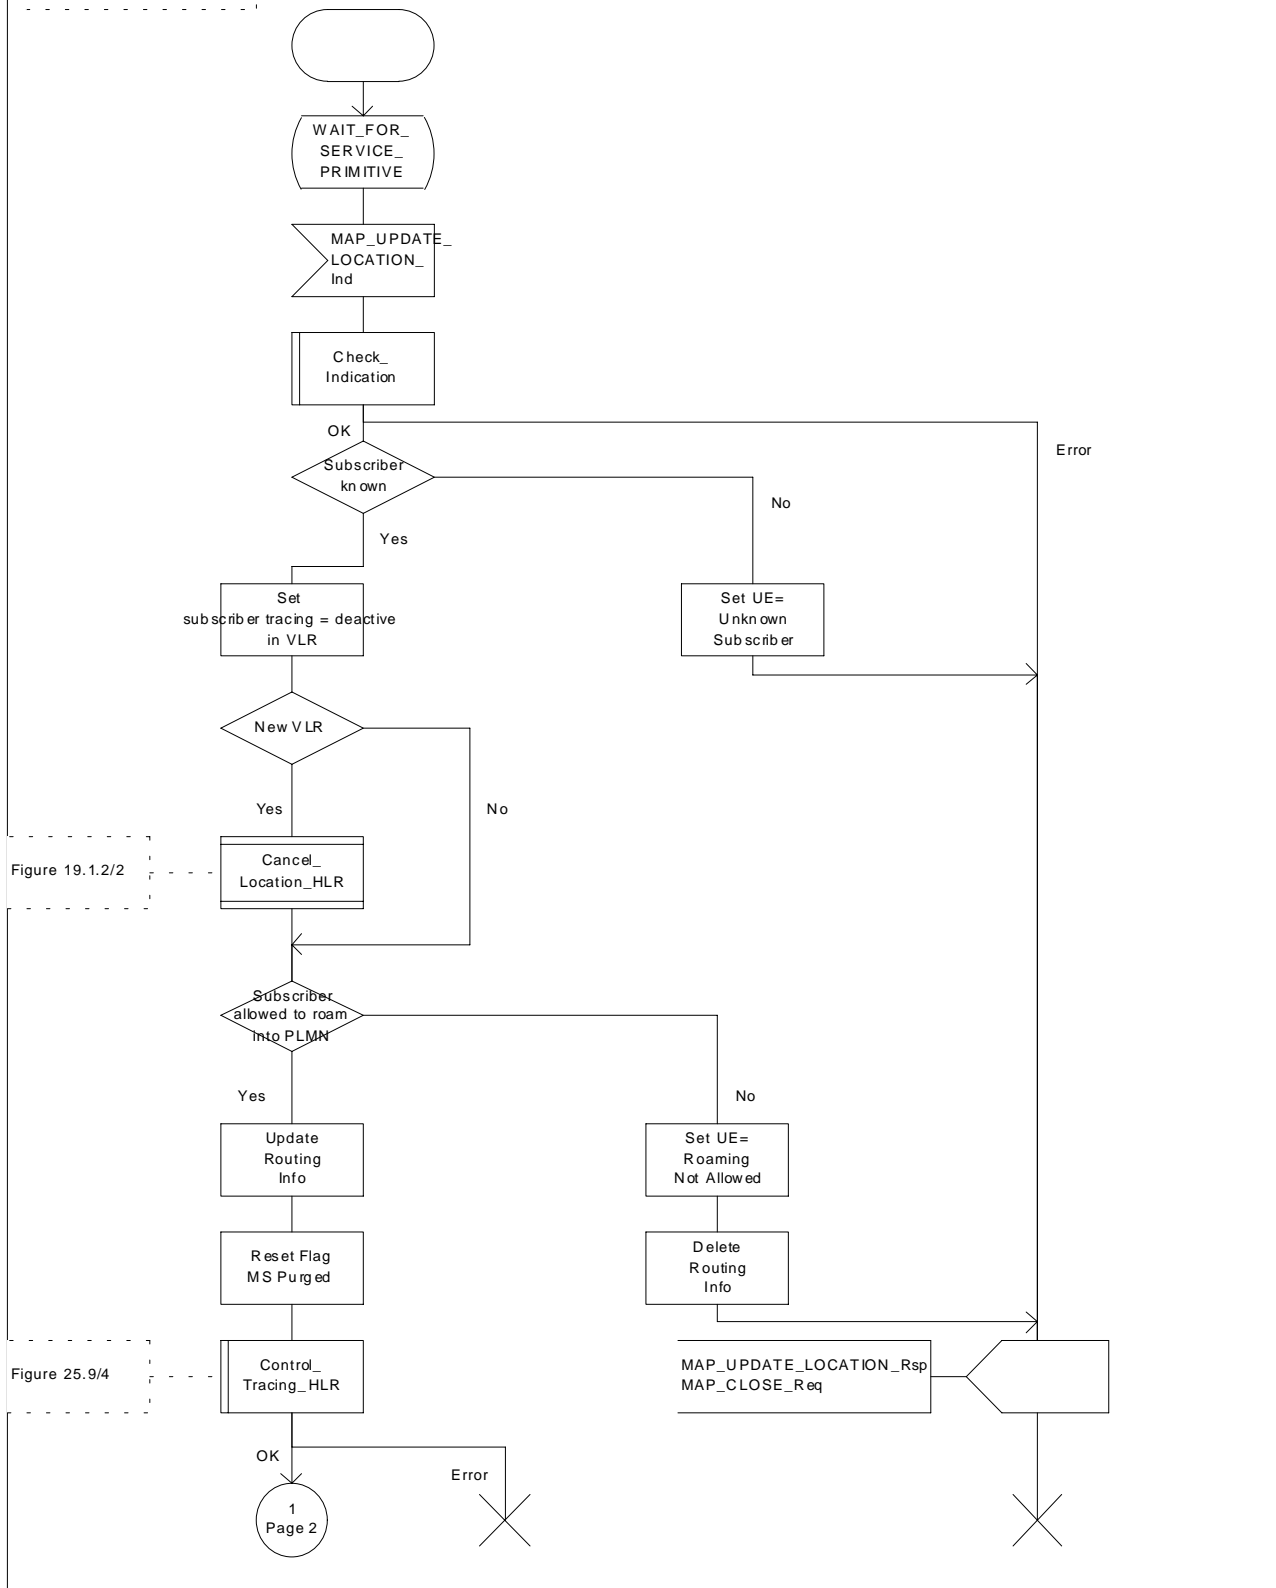 WAIT_FOR_
SERVICE_
PRIMITIVE
MAP_UPDATE_
LOCATION_
Ind
Check_
Indication
OK
Error
Subscriber
known
No
Yes
Set
subscriber tracing = deactive
in VLR
Set UE=
Unknown
Subscriber
New VLR
Yes
No
Figure 19.1.2/2
Cancel_
Location_HLR
Subscriber
allowed to roam
into PLMN
Yes
No
Update
Routing
Info
Set UE=
Roaming
Not Allowed
Reset Flag
MS Purged
Delete
Routing
Info
Figure 25.9/4
Control_
Tracing_HLR
MAP_UPDATE_LOCATION_Rsp
MAP_CLOSE_Req
OK
Error
1
Page 2